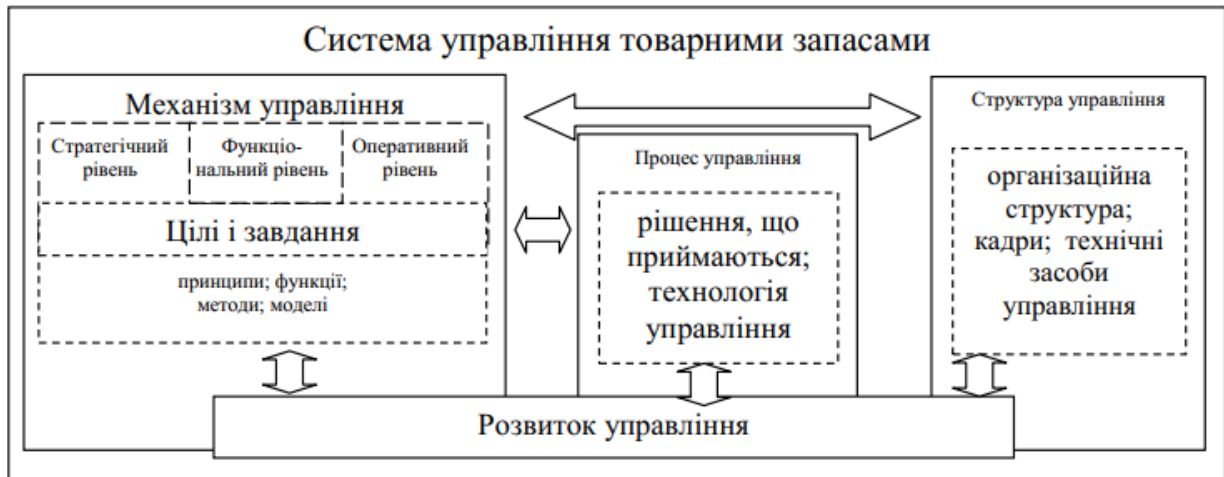 Система управління товарними запасами
Механізм управління
Стратегічний
рівень
Функціо-
нальний рівень
Оперативний
рівень
Цілі і завдання
принципи; функції;
методи; моделі
Процес управління
рішення, що
приймаються;
технологія
управління
Структура управління
організаційна
структура;
кадри; технічні
засоби
управління
Розвиток управління